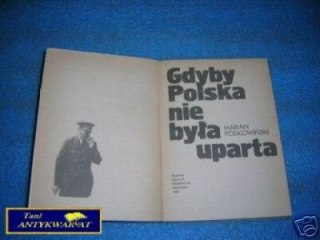 Gdyby
Polska
nie
była
uparta
MARIAN PODKOWIŃSKI
Tani
ANTYKWARIAT